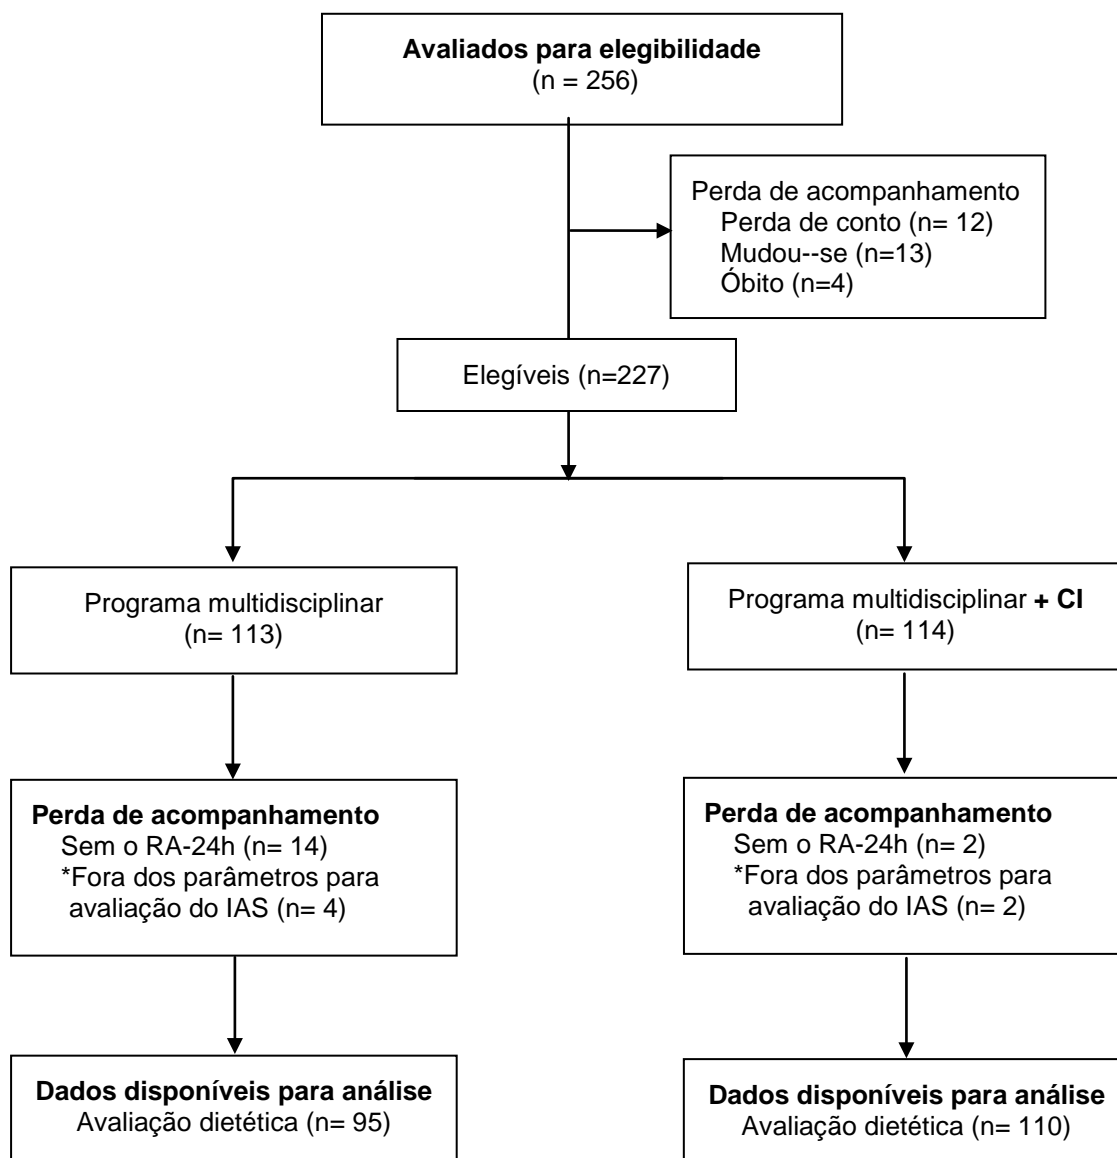 Avaliados para elegibilidade
(n = 256)
Perda de acompanhamento
Perda de conto (n= 12)
Mudou--se (n=13)
Óbito (n=4)
Elegíveis (n=227)
Programa multidisciplinar
(n= 113)
Programa multidisciplinar + CI
(n= 114)
Perda de acompanhamento
Sem o RA-24h (n= 14)
*Fora dos parâmetros para
avaliação do IAS (n= 4)
Perda de acompanhamento
Sem o RA-24h (n= 2)
*Fora dos parâmetros para
avaliação do IAS (n= 2)
Dados disponíveis para análise
Avaliação dietética (n= 95)
Dados disponíveis para análise
Avaliação dietética (n= 110)